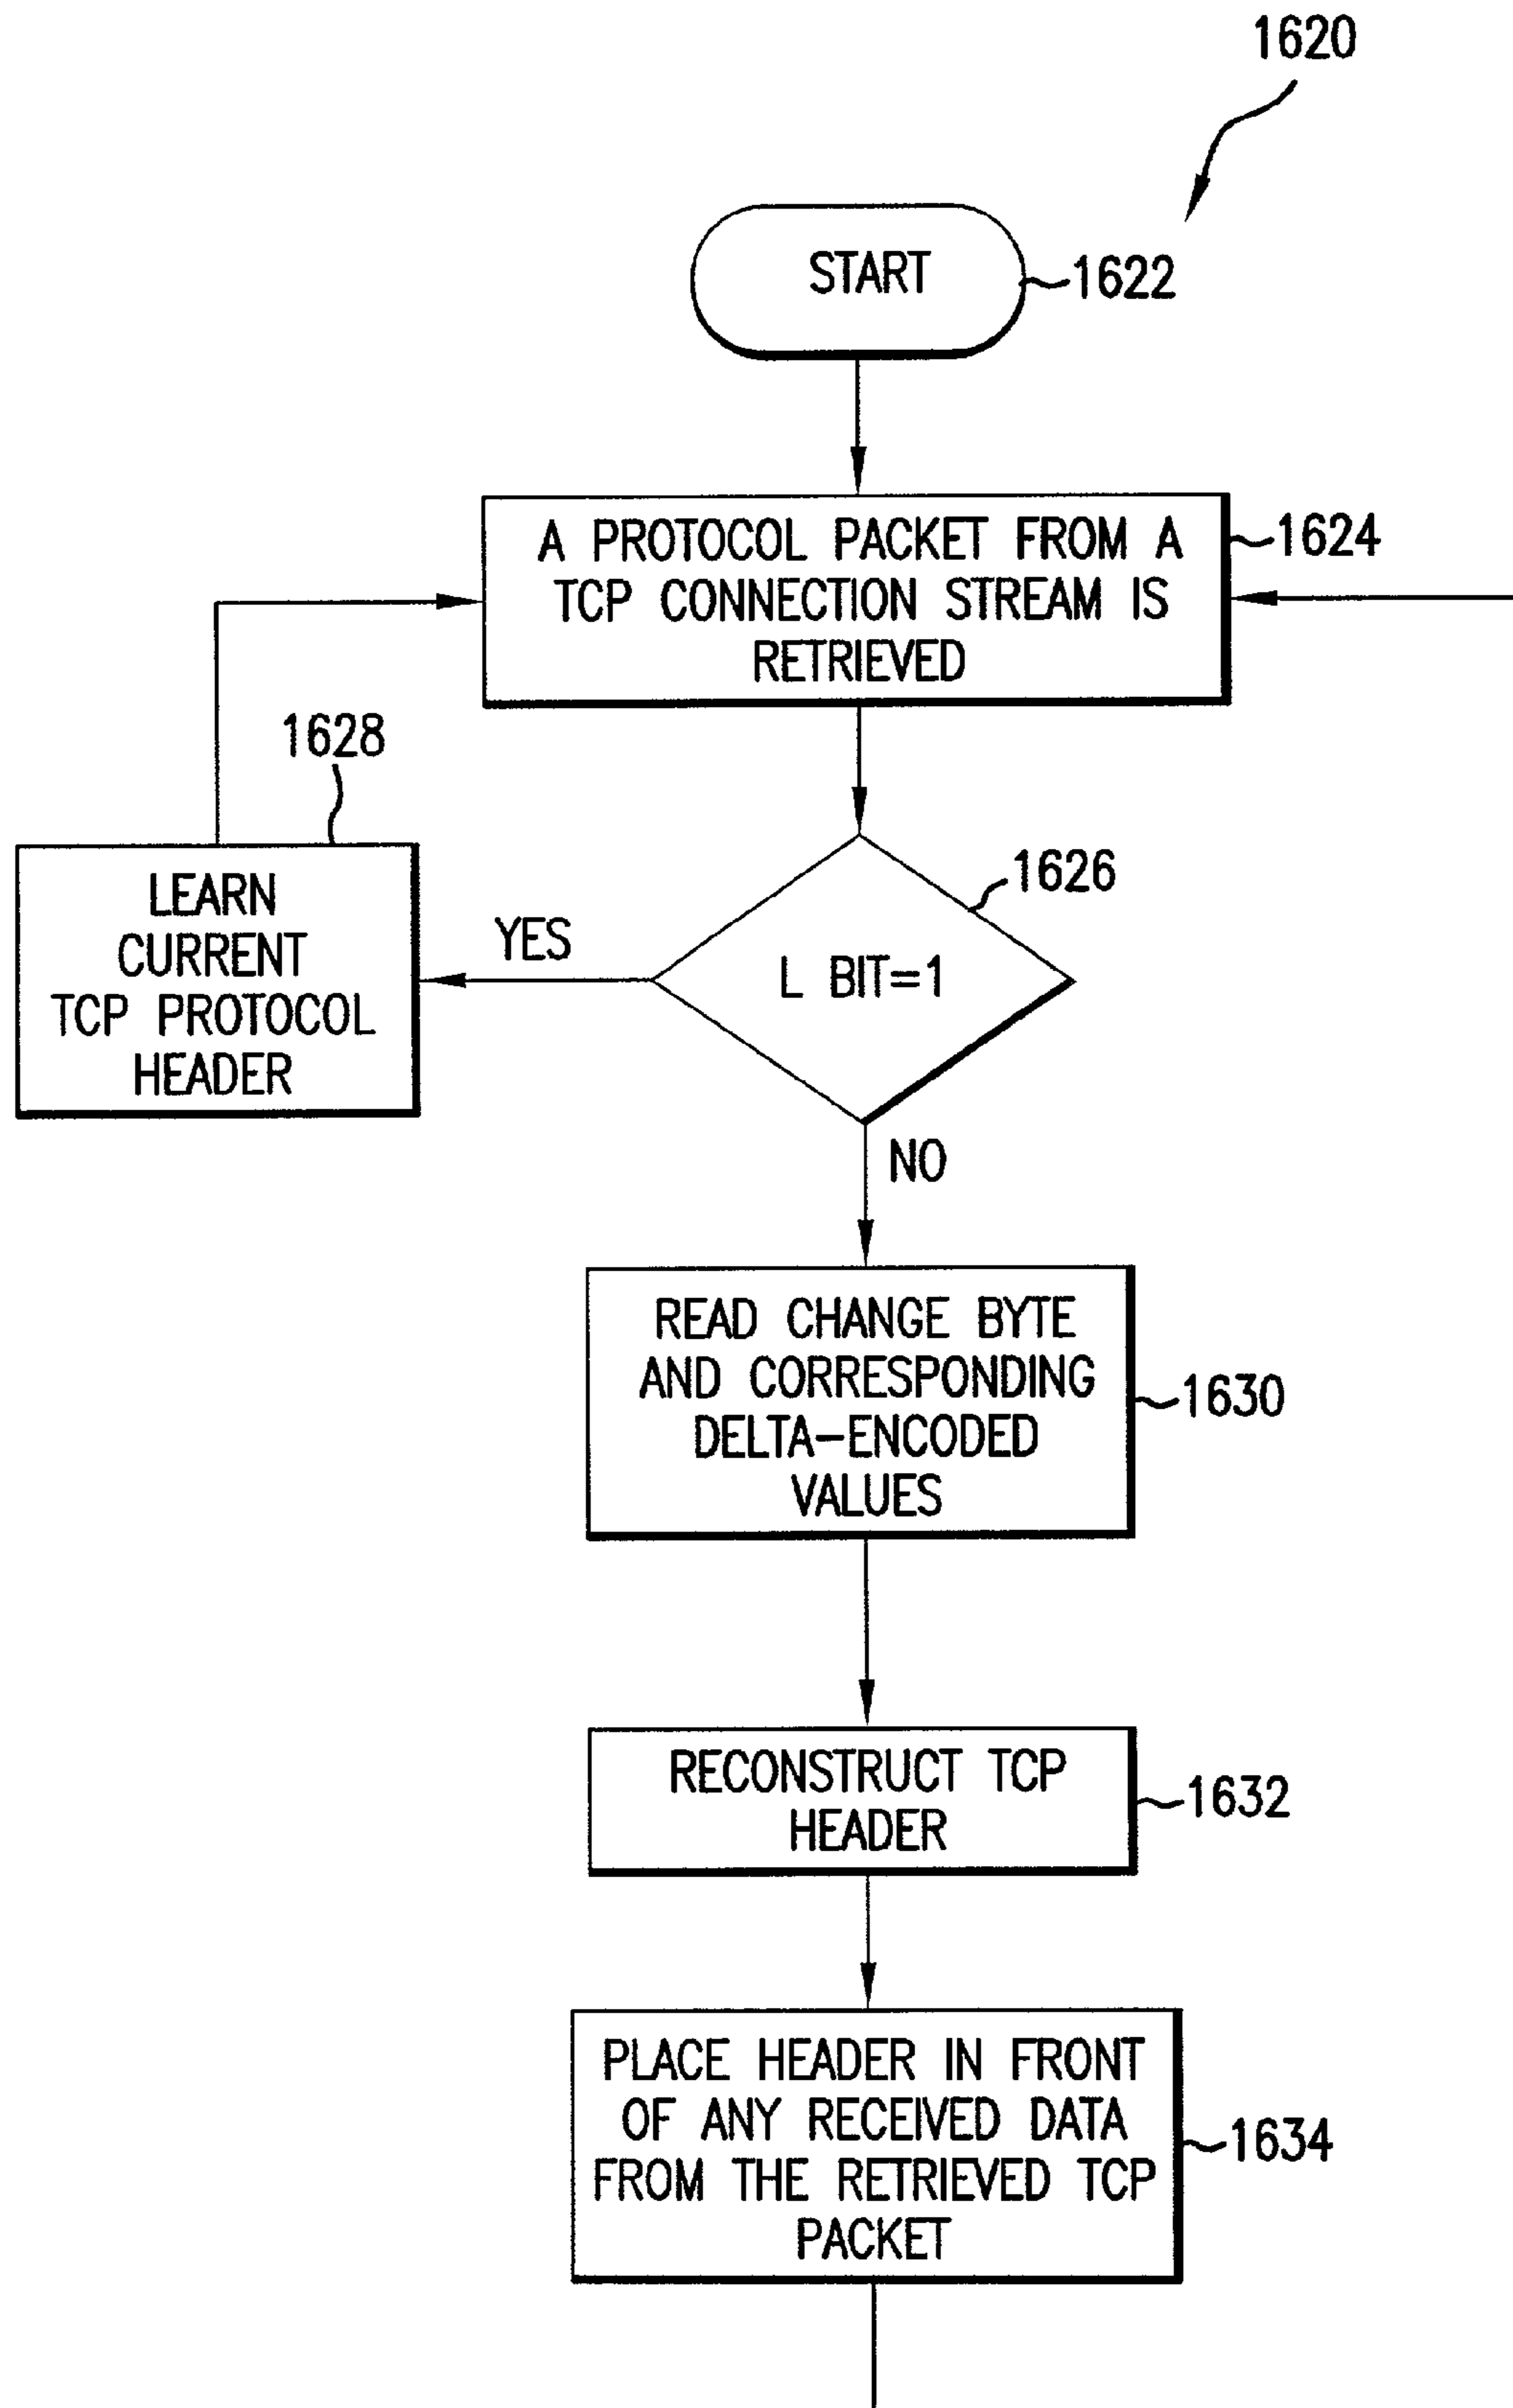 1620
START
1622
A PROTOCOL PACKET FROM A
TCP CONNECTION STREAM IS
RETRIEVED
1624
1628
LEARN
CURRENT
TCP PROTOCOL
HEADER
YES
L BIT=1
1626
NO
READ CHANGE BYTE
AND CORRESPONDING
DELTA-ENCODED
VALUES
1630
RECONSTRUCT TCP
HEADER
1632
PLACE HEADER IN FRONT
OF ANY RECEIVED DATA
FROM THE RETRIEVED TCP
PACKET
1634